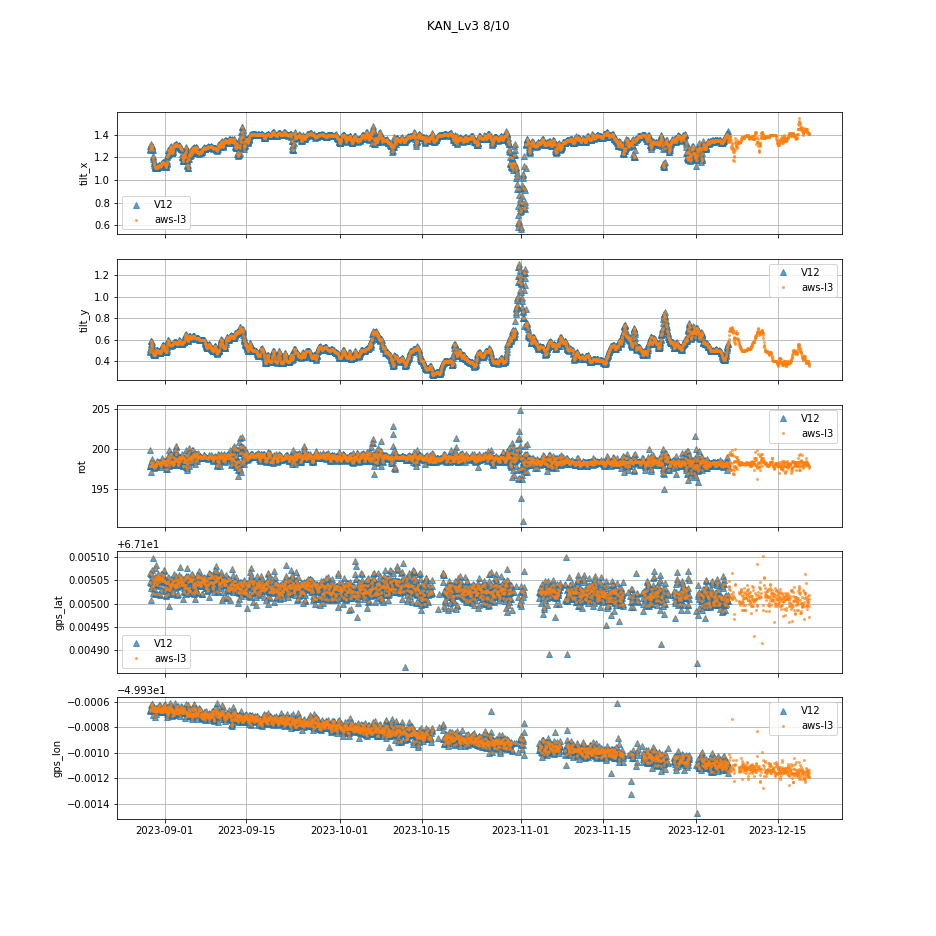 KAN_Lv3 8/10
1.4
1.2
1.0
0.8
0.6
tilt_x
V12
aws-l3
1.2
1.0
0.8
0.6
0.4
tilt_y
V12
aws-l3
205
200
195
rot
V12
aws-l3
+6.71e1
0.00510
0.00505
0.00500
0.00495
0.00490
gps_lat
V12
aws-l3
−4.993e1
−0.0006
−0.0008
−0.0010
−0.0012
−0.0014
gps_lon
V12
aws-l3
2023-09-01 2023-09-15 2023-10-01 2023-10-15 2023-11-01 2023-11-15 2023-12-01 2023-12-15